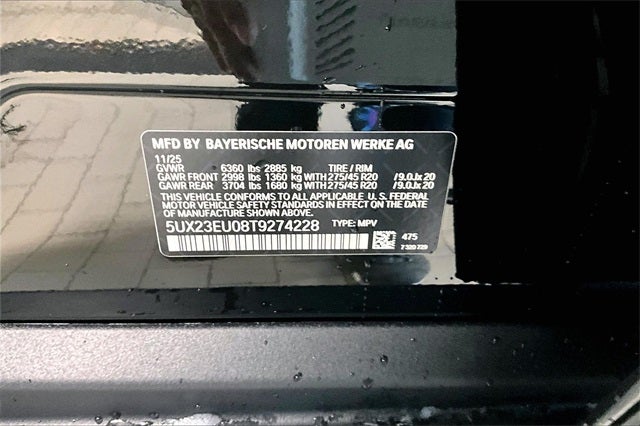 MFD BY BAYERISCHE MOTOREN WERKE AG
11/25
GVWR 6360 lbs 2885 kg TIRE / RIM
GAWR FRONT 2998 lbs 1360 kg WITH 275/45 R20 /9.0Jx20
GAWR REAR 3704 lbs 1680 kg WITH 275/45 R20 /9.0Jx20
THIS VEHICLE CONFORMS TO ALL APPLICABLE U. S. FEDERAL
MOTOR VEHICLE SAFETY STANDARDS IN EFFECT ON THE
DATE OF MANUFACTURE SHOWN ABOVE.
5UX23EU08T9274228 TYPE: MPV
475
7 320 729